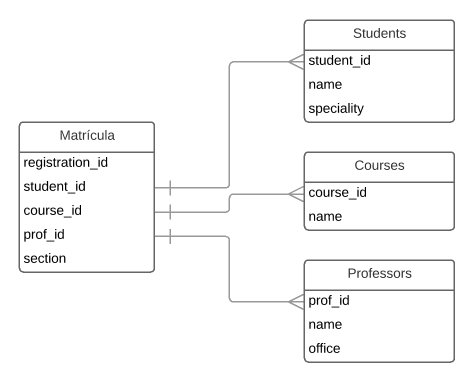 Matrícula
registration_id
student_id
course_id
prof_id
section
Students
student_id
name
speciality
Courses
course_id
name
Professors
prof_id
name
office